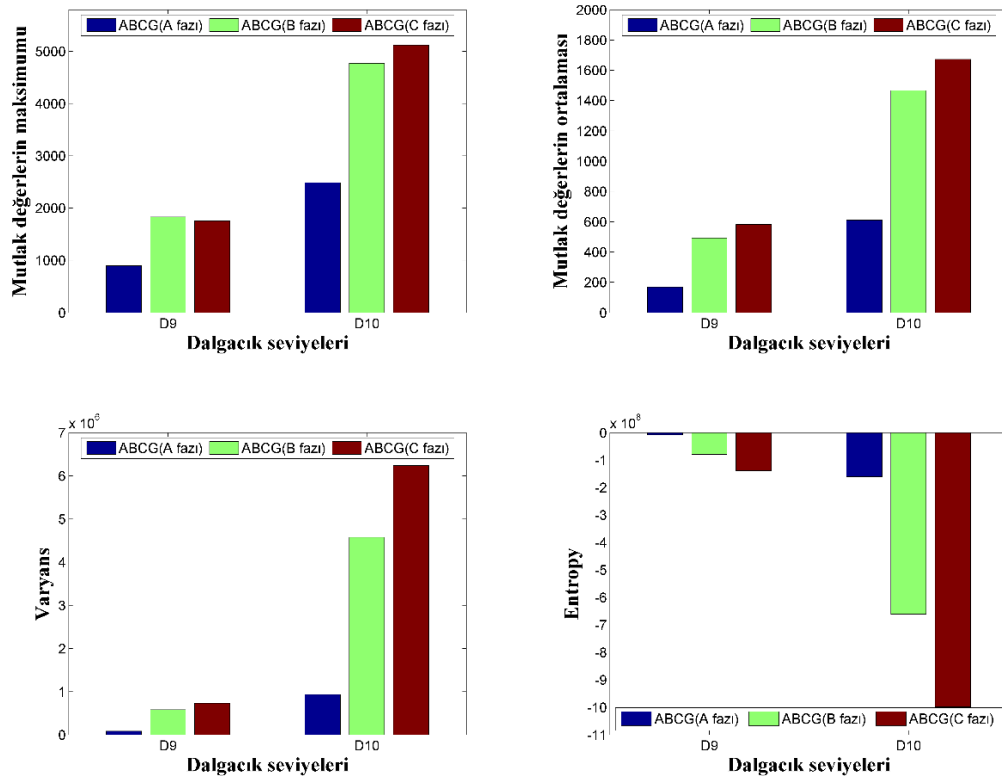 ABCG(A fazı) ABCG(B fazı) ABCG(C fazı)
Mutlak değerlerin maksimumu
5000
4000
3000
2000
1000
0
D9 D10
Dalgacık seviyeleri
ABCG(A fazı) ABCG(B fazı) ABCG(C fazı)
Mutlak değerlerin ortalaması
2000
1800
1600
1400
1200
1000
800
600
400
200
0
D9 D10
Dalgacık seviyeleri
x 10^6
ABCG(A fazı) ABCG(B fazı) ABCG(C fazı)
Varyans
7
6
5
4
3
2
1
0
D9 D10
Dalgacık seviyeleri
x 10^8
Entropy
0
-1
-2
-3
-4
-5
-6
-7
-8
-9
-10
-11
ABCG(A fazı) ABCG(B fazı) ABCG(C fazı)
D9 D10
Dalgacık seviyeleri